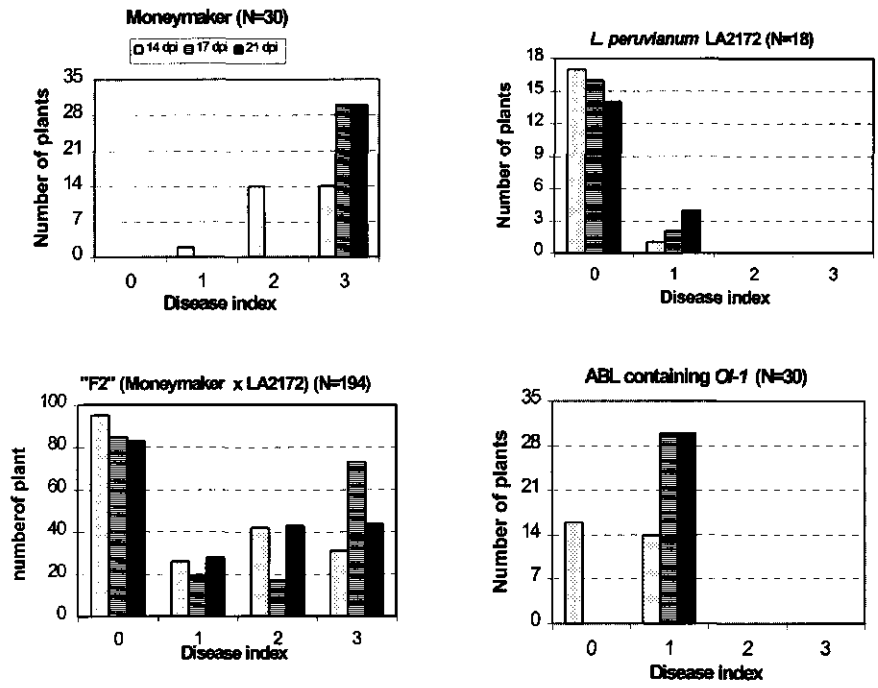 Moneymaker (N=30)
14 dpi 17 dpi 21 dpi
Number of plants
35
28
21
14
7
0
0 1 2 3
Disease index
L. peruvianum LA2172 (N=18)
Number of plants
18
15
12
9
6
3
0
0 1 2 3
Disease index
"F2" (Moneymaker x LA2172) (N=194)
numberof plant
100
80
60
40
20
0
0 1 2 3
Disease index
ABL containing Ol-1 (N=30)
Number of plants
35
28
21
14
7
0
0 1 2 3
Disease index